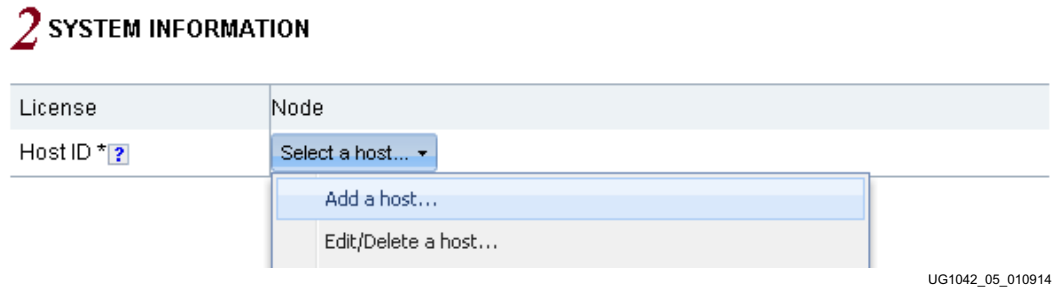 2 SYSTEM INFORMATION
License Node
Host ID *? Select a host...
Add a host...
Edit/Delete a host...
UG1042_05_010914